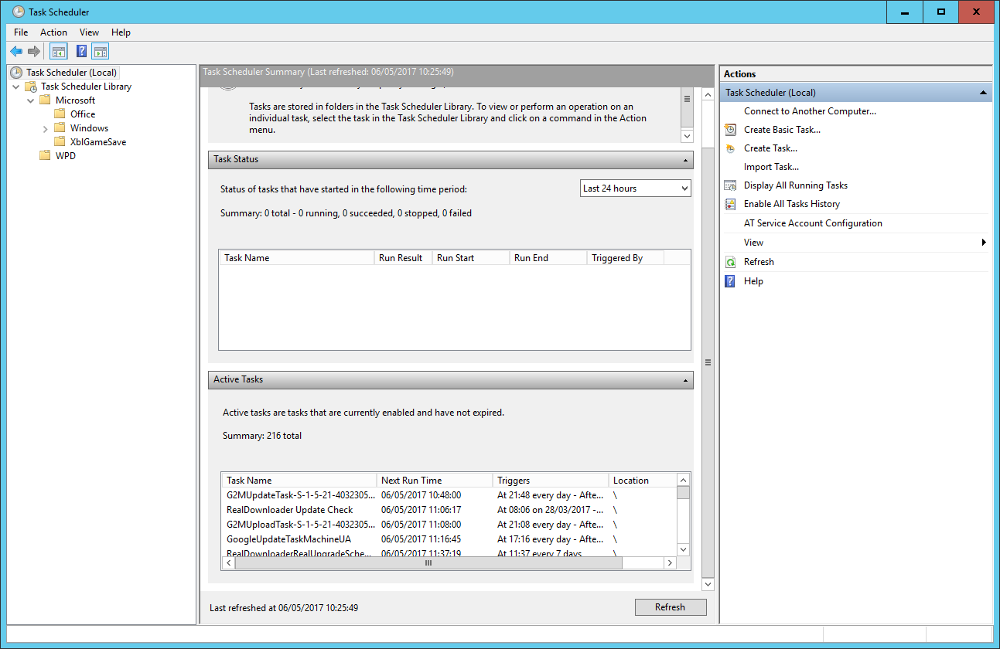 Task Scheduler
File Action View Help
Task Scheduler (Local)
Task Scheduler Library
Microsoft
Office
Windows
XblGameSave
WPD
Task Scheduler Summary (Last refreshed: 06/05/2017 10:25:49)
Tasks are stored in folders in the Task Scheduler Library. To view or perform an operation on an
individual task, select the task in the Task Scheduler Library and click on a command in the Action
menu.
Task Status
Status of tasks that have started in the following time period:
Last 24 hours
Summary: 0 total - 0 running, 0 succeeded, 0 stopped, 0 failed
Task Name Run Result Run Start Run End Triggered By
Active Tasks
Active tasks are tasks that are currently enabled and have not expired.
Summary: 216 total
Task Name Next Run Time Triggers Location
G2MUpdateTask-S-1-5-21-4032305... 06/05/2017 10:48:00 At 21:48 every day - Afte... \
RealDownloader Update Check 06/05/2017 11:06:17 At 08:06 on 28/03/2017 -... \
G2MUploadTask-S-1-5-21-4032305... 06/05/2017 11:08:00 At 21:08 every day - Afte... \
GoogleUpdateTaskMachineUA 06/05/2017 11:16:45 At 17:16 every day - Afte... \
RealDownloaderRealUpgradeSche... 06/05/2017 11:37:19 At 11:37 every 7 days \
Last refreshed at 06/05/2017 10:25:49
Refresh
Actions
Task Scheduler (Local)
Connect to Another Computer...
Create Basic Task...
Create Task...
Import Task...
Display All Running Tasks
Enable All Tasks History
AT Service Account Configuration
View
Refresh
Help